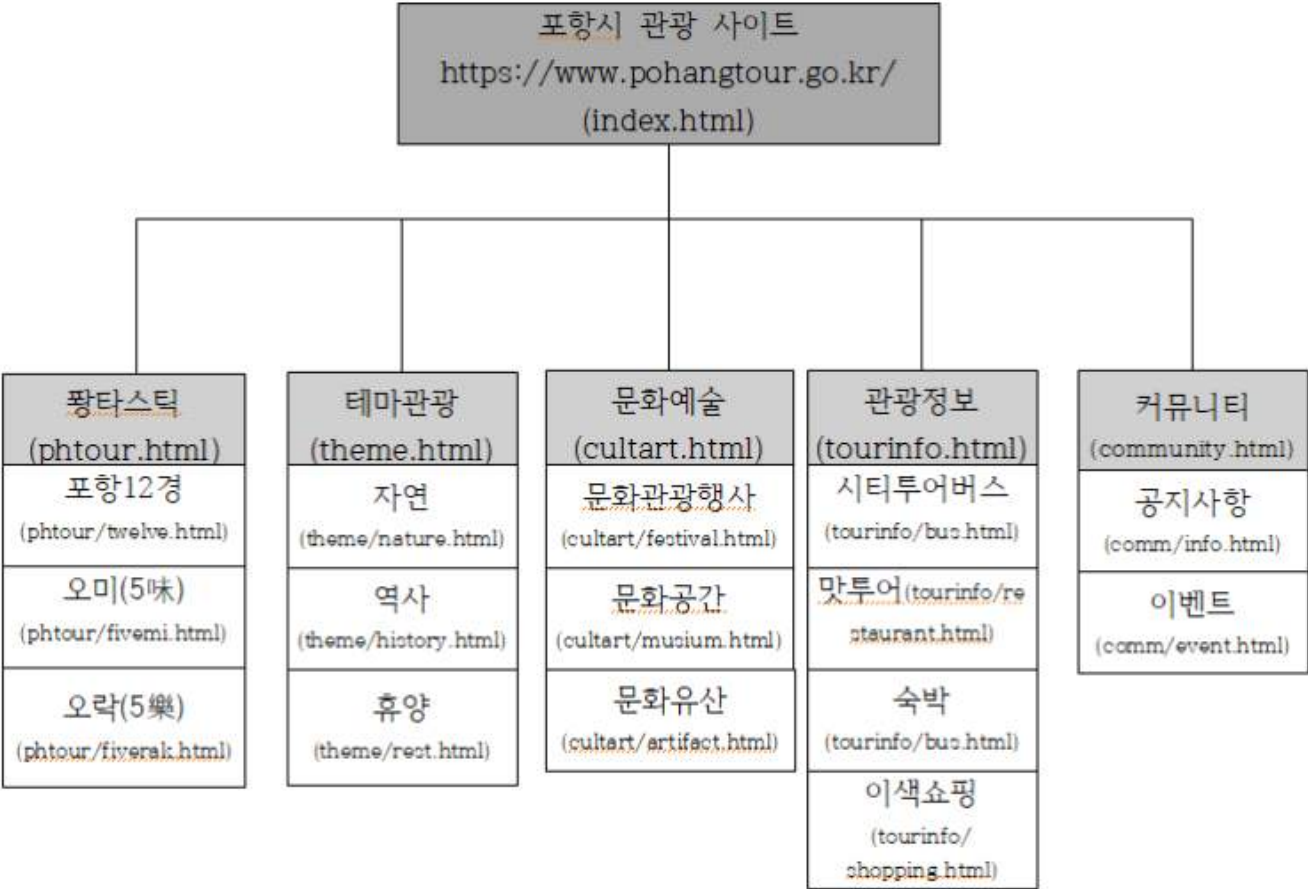 포항시 관광 사이트
https://www.pohangtour.go.kr/
(index.html)
퐝타스틱
(phtour.html)
포항12경
(phtour/twelve.html)
오미(5味)
(phtour/fivemi.html)
오락(5樂)
(phtour/fiverak.html)
테마관광
(theme.html)
자연
(theme/nature.html)
역사
(theme/history.html)
휴양
(theme/rest.html)
문화예술
(cultart.html)
문화관광행사
(cultart/festival.html)
문화공간
(cultart/musium.html)
문화유산
(cultart/artifact.html)
관광정보
(tourinfo.html)
시티투어버스
(tourinfo/bus.html)
맛투어(tourinfo/re
staurant.html)
숙박
(tourinfo/bus.html)
이색쇼핑
(tourinfo/
shopping.html)
커뮤니티
(community.html)
공지사항
(comm/info.html)
이벤트
(comm/event.html)